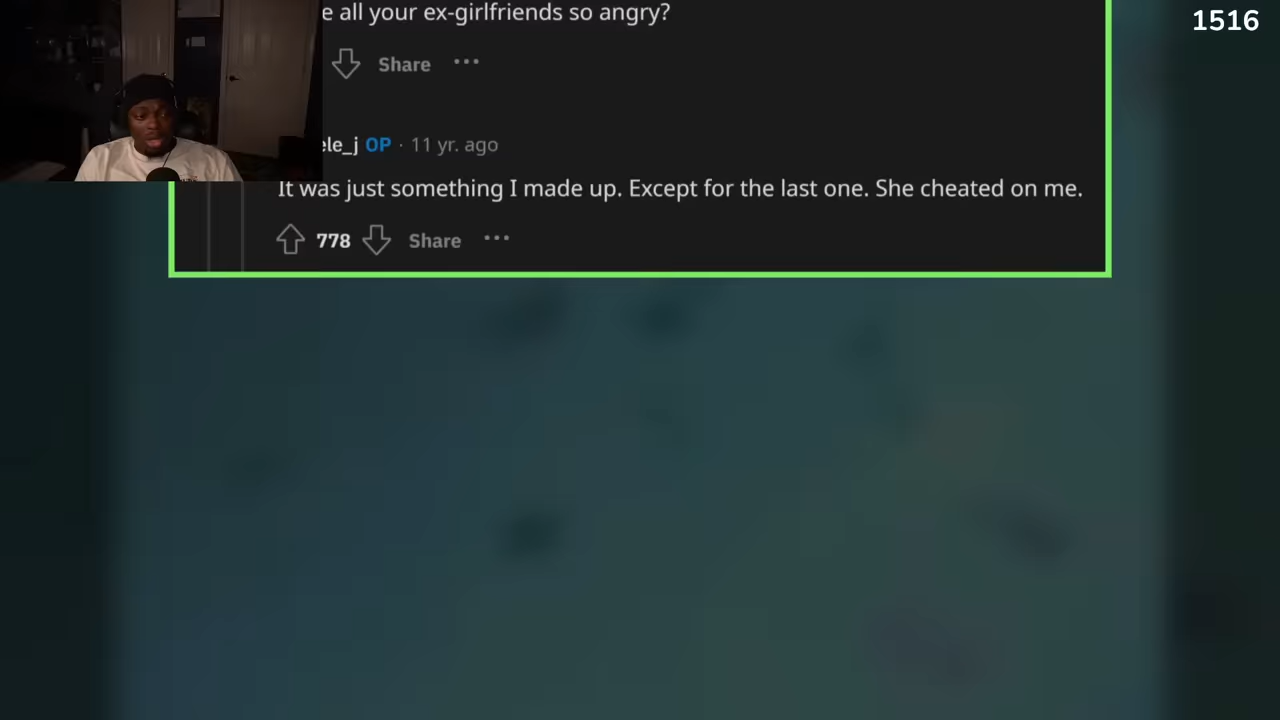 1516
e all your ex-girlfriends so angry?
Share ...
ele_j OP · 11 yr. ago
It was just something I made up. Except for the last one. She cheated on me.
778 Share ...